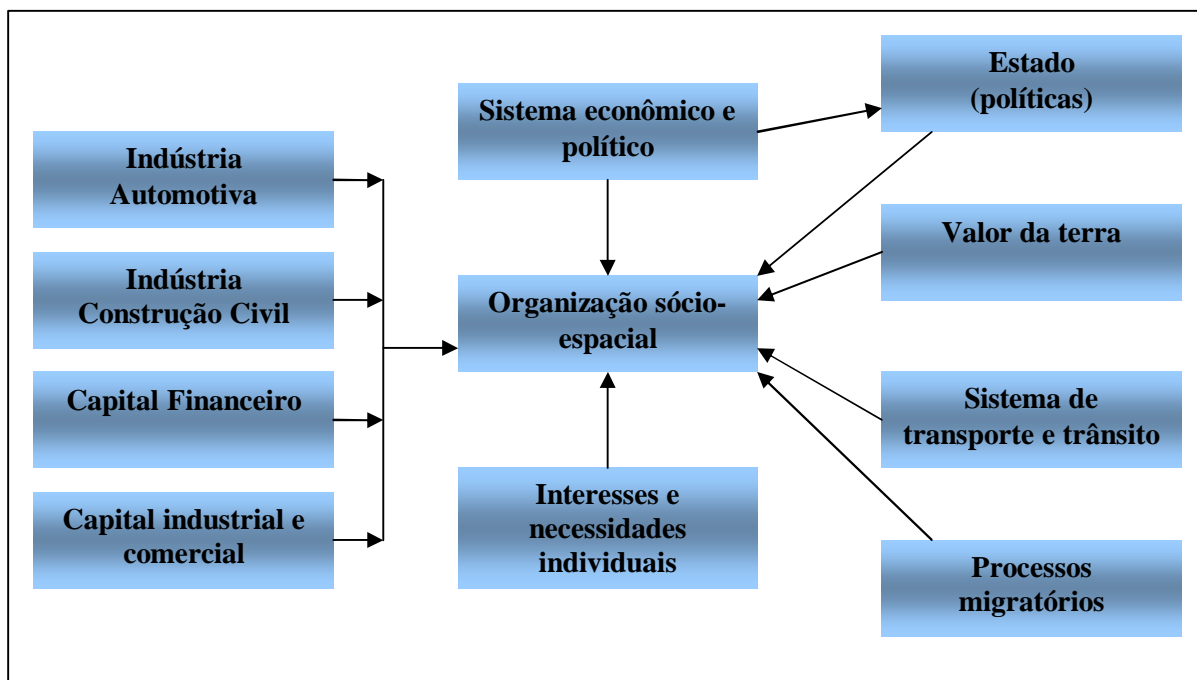 Indústria
Automotiva
Indústria
Construção Civil
Capital Financeiro
Capital industrial e
comercial
Sistema econômico e
político
Organização sócio-
espacial
Interesses e
necessidades
individuais
Estado
(políticas)
Valor da terra
Sistema de
transporte e trânsito
Processos
migratórios